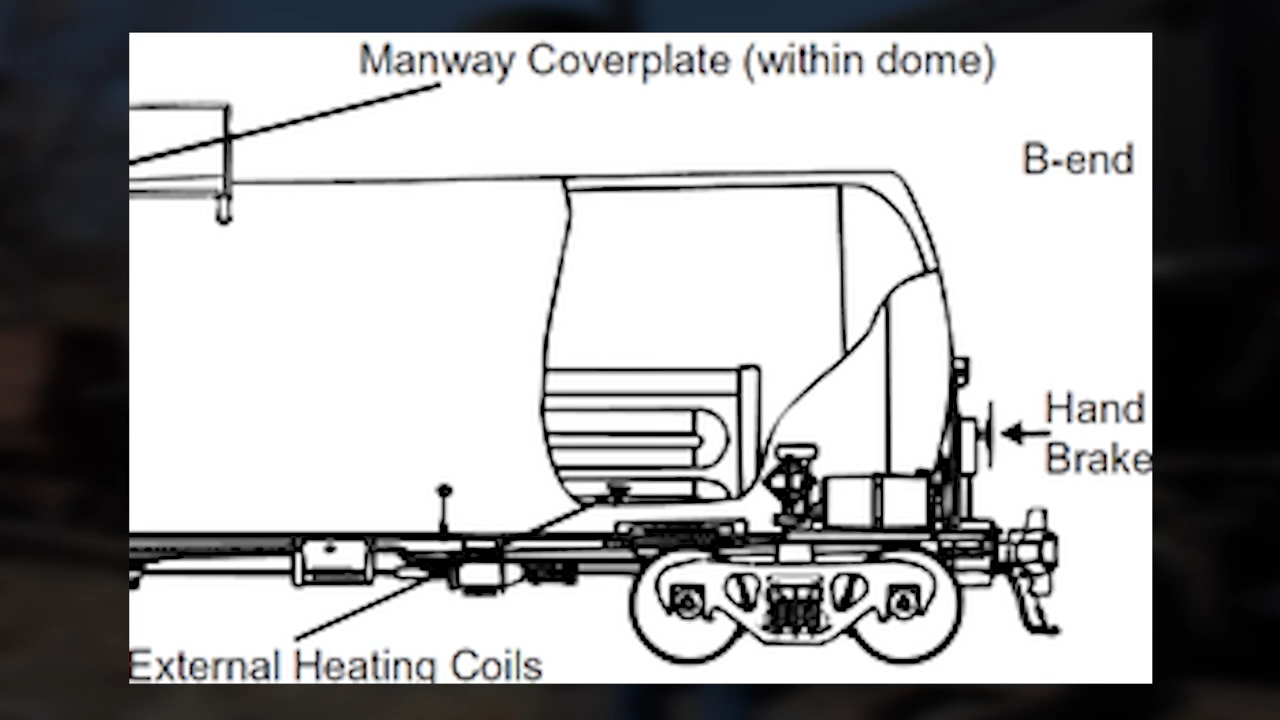 Manway Coverplate (within dome)
B-end
Hand
Brake
External Heating Coils